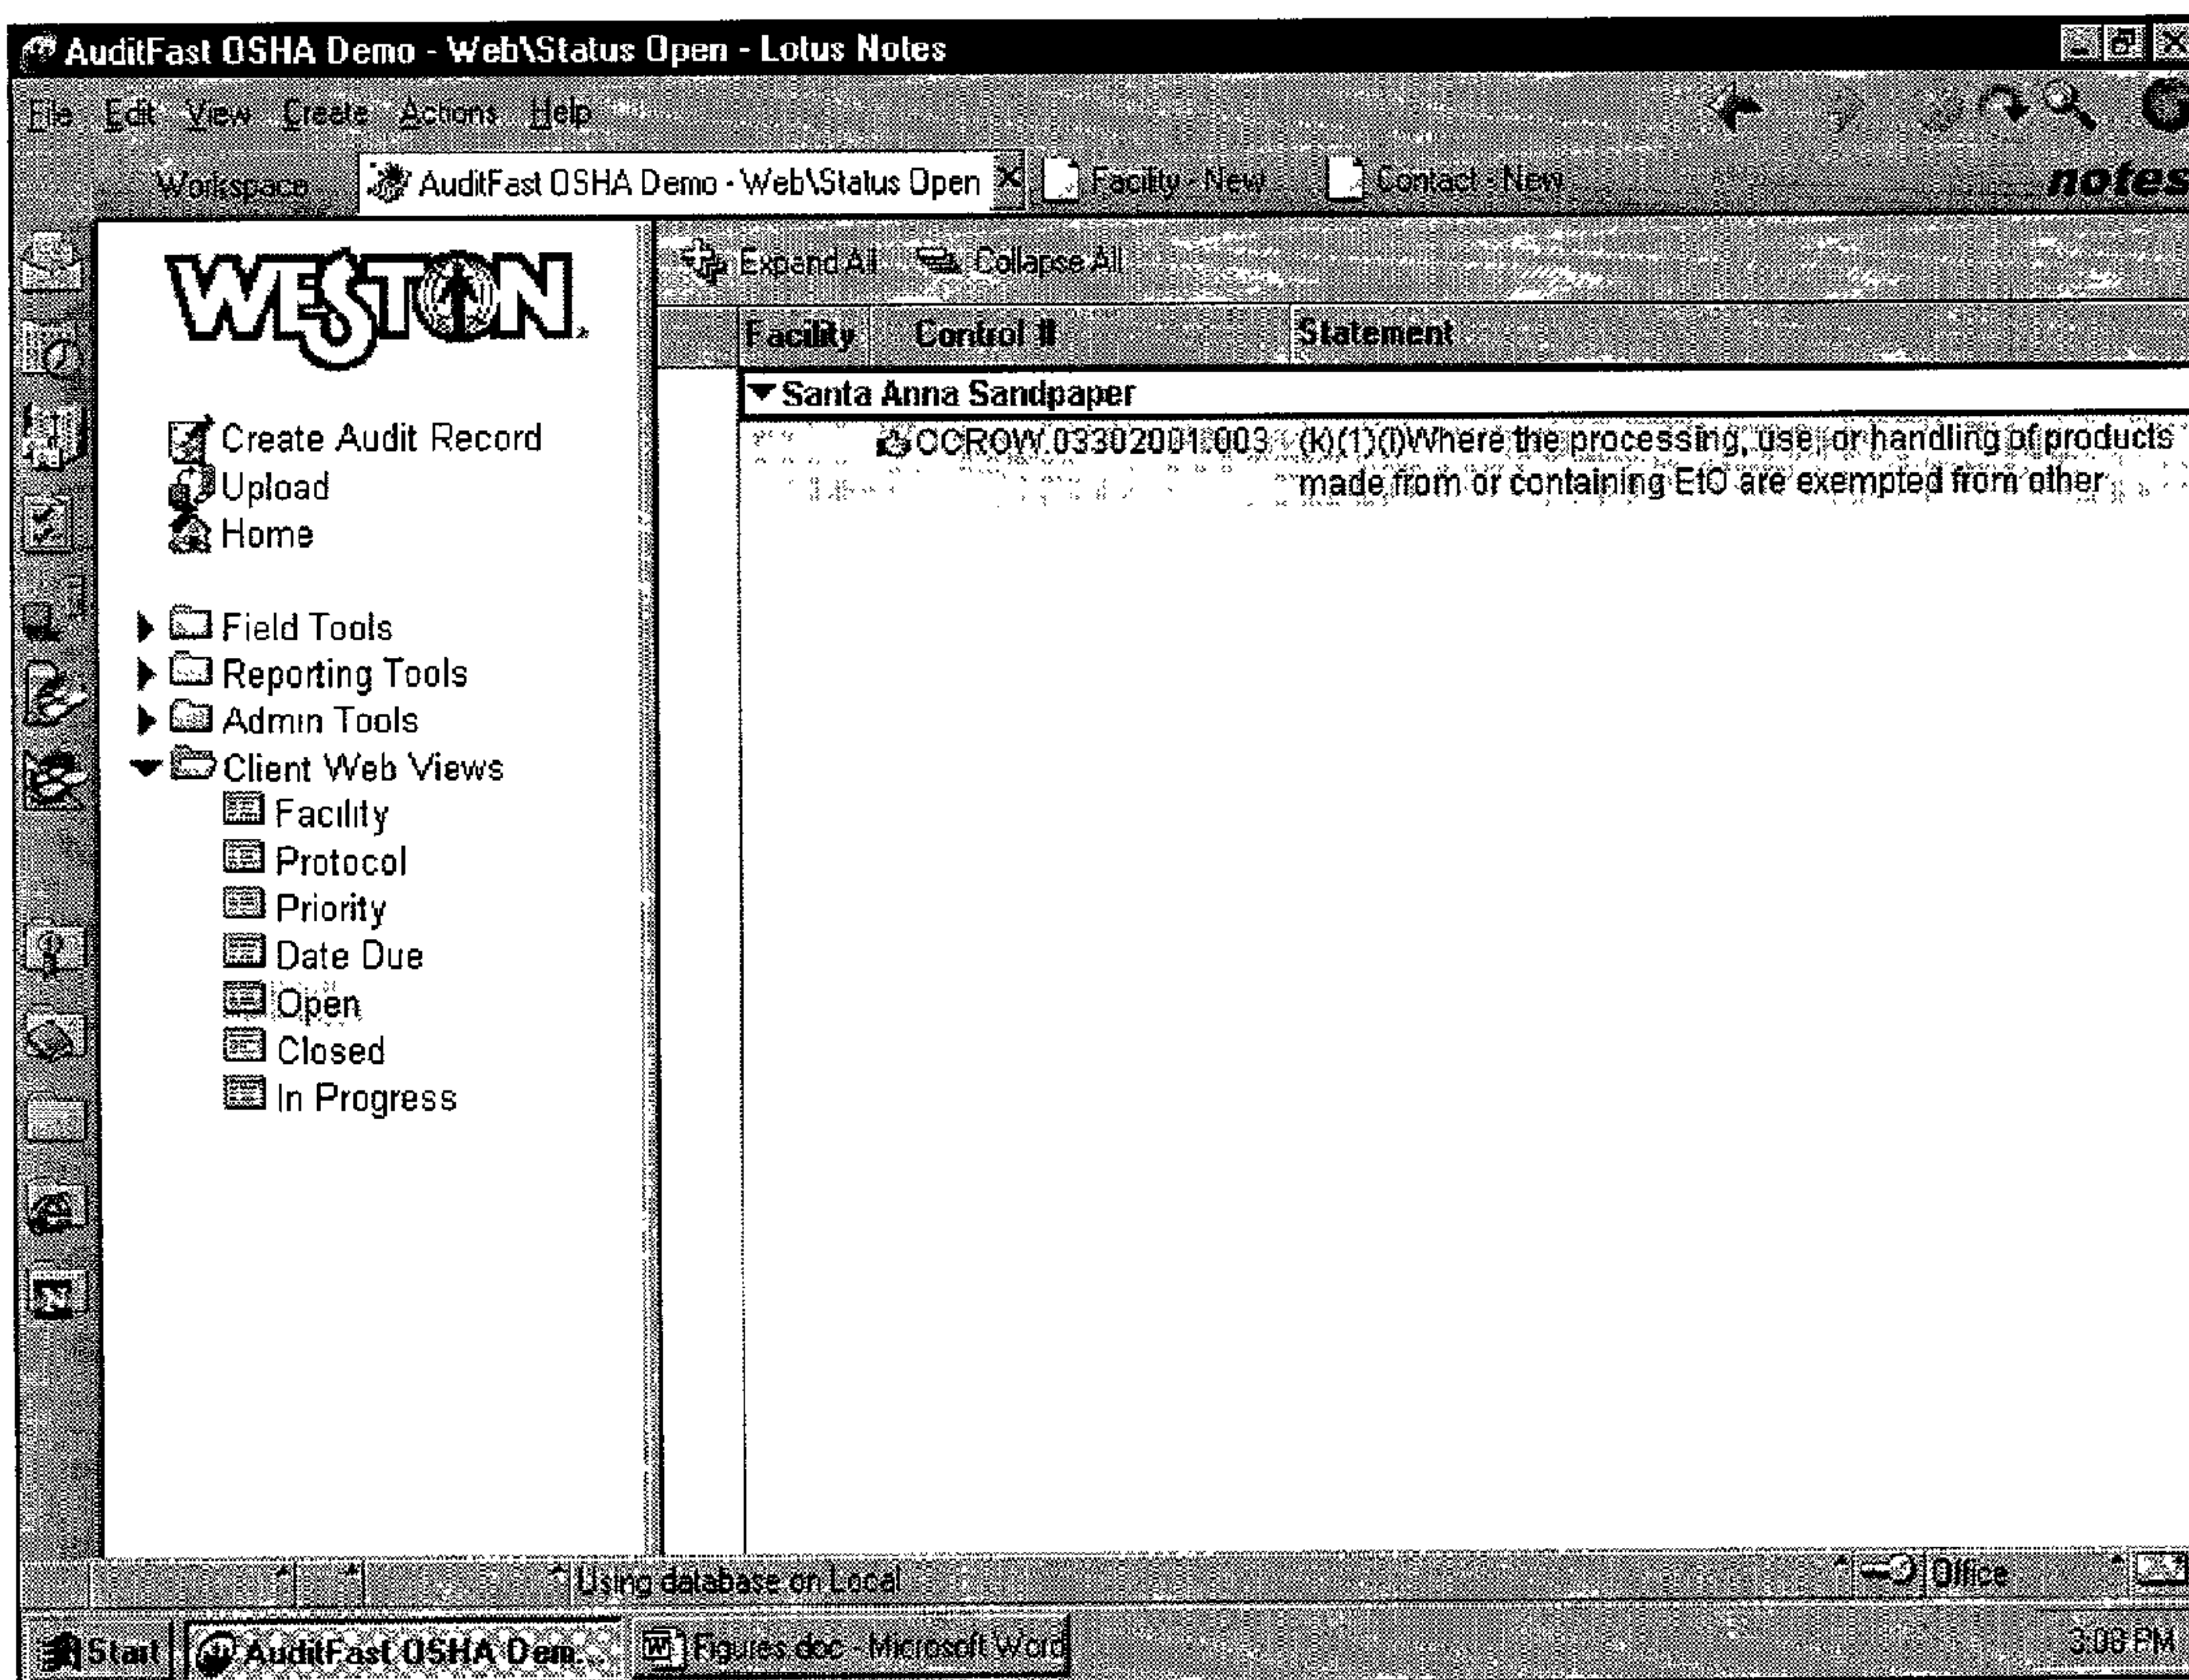 AuditFast OSHA Demo - Web\Status Open - Lotus Notes
File Edit View Create Actions Help
Workspace AuditFast OSHA Demo - Web\Status Open Facility - New Contact - New notes
WESTON
Expand All Collapse All
Facility Control # Statement
Santa Anna Sandpaper
CCROW.03302001.003 (k)(1)(i)Where the processing, use, or handling of products
made from or containing EtO are exempted from other
Create Audit Record
Upload
Home
Field Tools
Reporting Tools
Admin Tools
Client Web Views
Facility
Protocol
Priority
Date Due
Open
Closed
In Progress
Using database on Local Office
Start AuditFast OSHA Dem... Figures.doc - Microsoft Word 3:08 PM